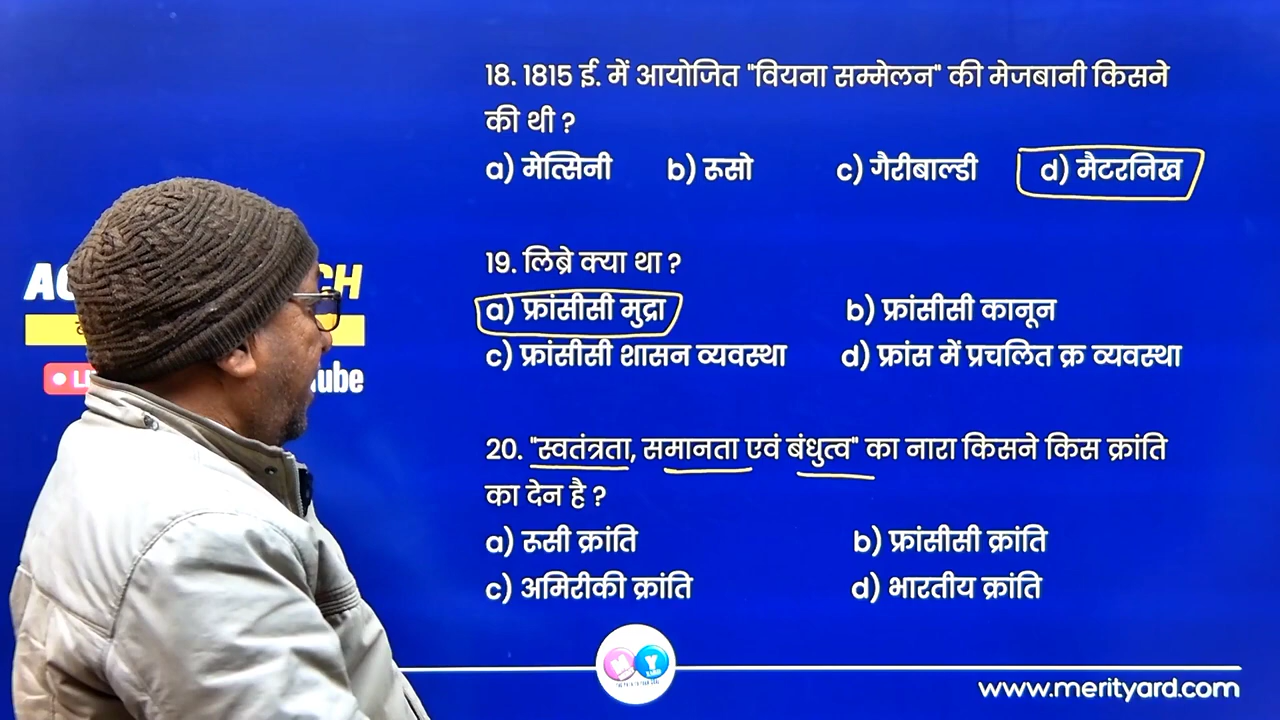 18. 1815 ई. में आयोजित "वियना सम्मेलन" की मेजबानी किसने
की थी ?
a) मेत्सिनी b) रूसो c) गैरीबाल्डी d) मैटरनिख
19. लिब्रे क्या था ?
a) फ्रांसीसी मुद्रा b) फ्रांसीसी कानून
c) फ्रांसीसी शासन व्यवस्था d) फ्रांस में प्रचलित क्र व्यवस्था
20. "स्वतंत्रता, समानता एवं बंधुत्व" का नारा किसने किस क्रांति
का देन है ?
a) रूसी क्रांति b) फ्रांसीसी क्रांति
c) अमिरीकी क्रांति d) भारतीय क्रांति
M Y
www.merityard.com